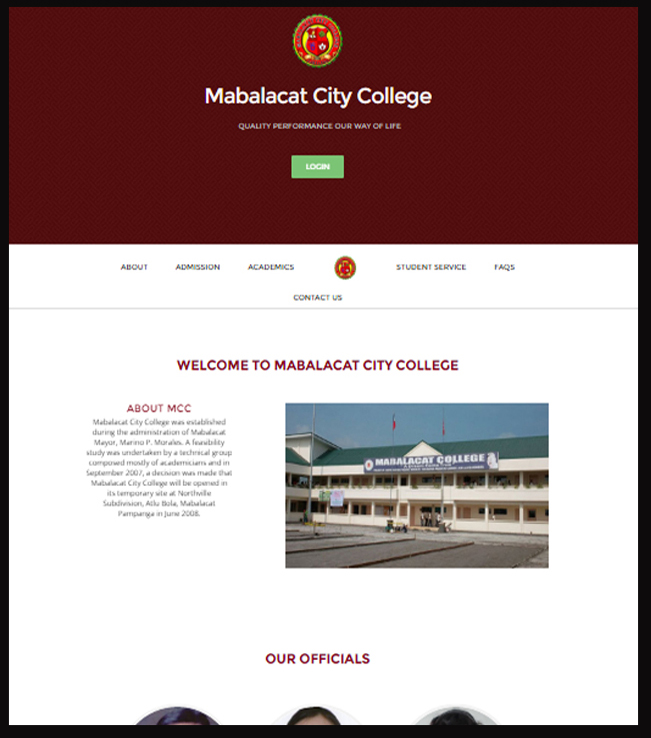 Mabalacat City College
QUALITY PERFORMANCE OUR WAY OF LIFE
LOGIN
ABOUT ADMISSION ACADEMICS STUDENT SERVICE FAQS
CONTACT US
WELCOME TO MABALACAT CITY COLLEGE
ABOUT MCC
Mabalacat City College was established
during the administration of Mabalacat
Mayor, Marino P. Morales. A feasibility
study was undertaken by a technical group
composed mostly of academicians and in
September 2007, a decision was made that
Mabalacat City College will be opened in
its temporary site at Northville
Subdivision, Atlu Bola, Mabalacat
Pampanga in June 2008.
MABALACAT COLLEGE
OUR OFFICIALS